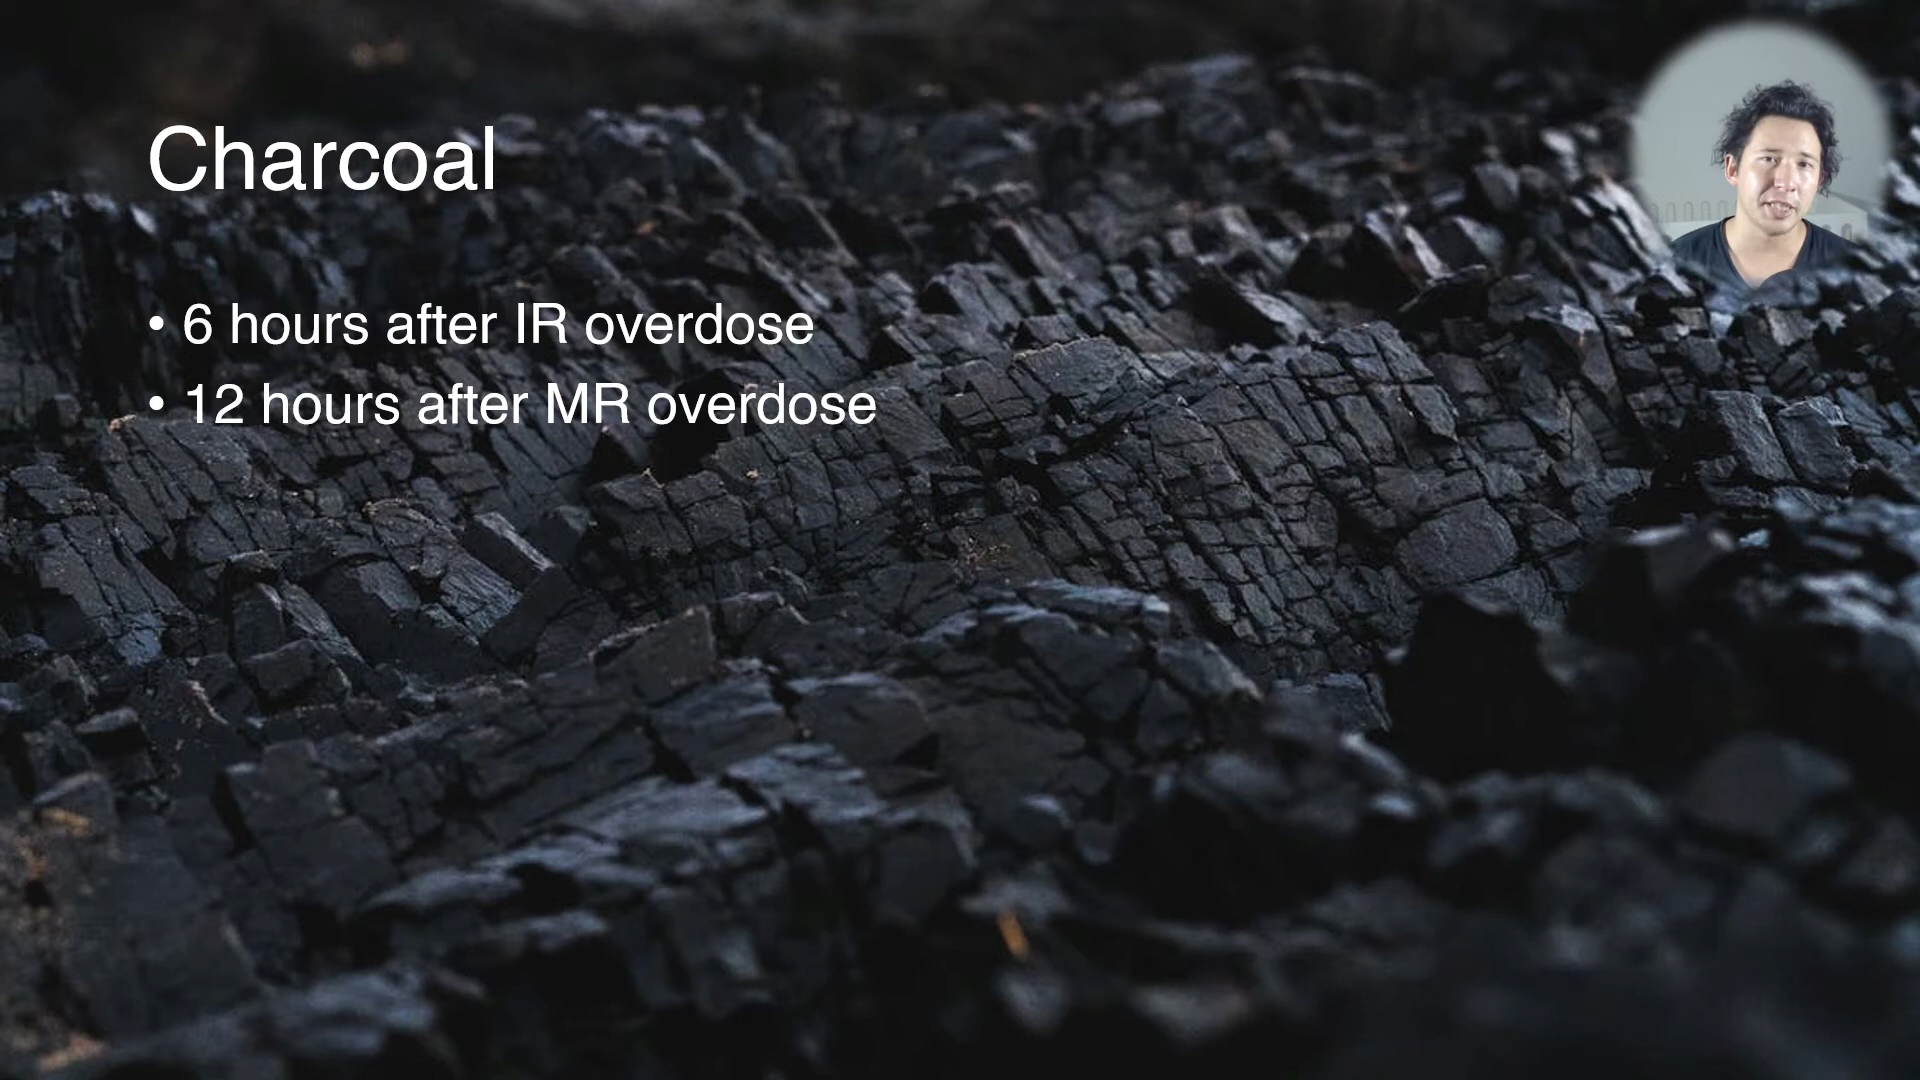 Charcoal
• 6 hours after IR overdose
• 12 hours after MR overdose